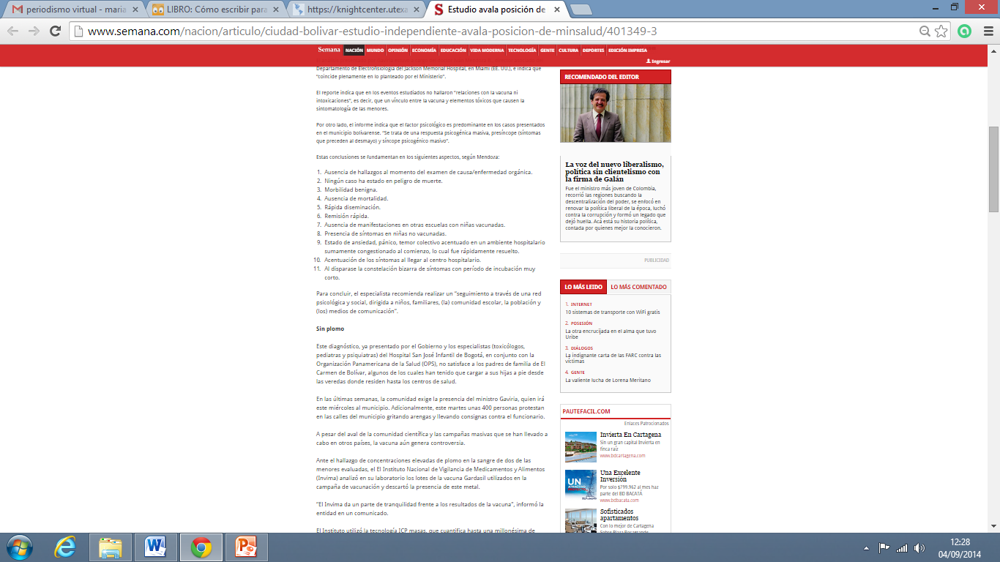 periodismo virtual - maria
LIBRO: Cómo escribir para
https://knightcenter.utexa
Estudio avala posición de
www.semana.com/nacion/articulo/ciudad-bolivar-estudio-independiente-avala-posicion-de-minsalud/401349-3
Semana NACIÓN MUNDO OPINIÓN ECONOMÍA EDUCACIÓN VIDA MODERNA TECNOLOGÍA GENTE CULTURA DEPORTES EDICIÓN IMPRESA
Ingresar
Departamento de Electrofisiología del Jackson Memorial Hospital, en Miami (EE. UU.), e indica que
"coincide plenamente en lo planteado por el Ministerio".
El reporte indica que en los eventos estudiados no hallaron "relaciones con la vacuna ni
intoxicaciones", es decir, que un vínculo entre la vacuna y elementos tóxicos que causen la
sintomatología de las menores.
Por otro lado, el informe indica que el factor psicológico es predominante en los casos presentados
en el municipio bolivarense. "Se trata de una respuesta psicogénica masiva, presíncope (síntomas
que preceden al desmayo) y síncope psicogénico masivo".
Estas conclusiones se fundamentan en los siguientes aspectos, según Mendoza:
1. Ausencia de hallazgos al momento del examen de causa/enfermedad orgánica.
2. Ningún caso ha estado en peligro de muerte.
3. Morbilidad benigna.
4. Ausencia de mortalidad.
5. Rápida diseminación.
6. Remisión rápida.
7. Ausencia de manifestaciones en otras escuelas con niñas vacunadas.
8. Presencia de síntomas en niñas no vacunadas.
9. Estado de ansiedad, pánico, temor colectivo acentuado en un ambiente hospitalario
sumamente congestionado al comienzo, lo cual fue rápidamente resuelto.
10. Acentuación de los síntomas al llegar al centro hospitalario.
11. Al disparase la constelación bizarra de síntomas con período de incubación muy
corto.
Para concluir, el especialista recomienda realizar un "seguimiento a través de una red
psicológica y social, dirigida a niños, familiares, (la) comunidad escolar, la población y
(los) medios de comunicación".
Sin plomo
Este diagnóstico, ya presentado por el Gobierno y los especialistas (toxicólogos,
pediatras y psiquiatras) del Hospital San José Infantil de Bogotá, en conjunto con la
Organización Panamericana de la Salud (OPS), no satisface a los padres de familia de El
Carmen de Bolívar, algunos de los cuales han tenido que cargar a sus hijas a pie desde
las veredas donde residen hasta los centros de salud.
En las últimas semanas, la comunidad exige la presencia del ministro Gaviria, quien irá
este miércoles al municipio. Adicionalmente, este martes unas 400 personas protestan
en las calles del municipio gritando arengas y llevando consignas contra el funcionario.
A pesar del aval de la comunidad científica y las campañas masivas que se han llevado a
cabo en otros países, la vacuna aún genera controversia.
Ante el hallazgo de concentraciones elevadas de plomo en la sangre de dos de las
menores evaluadas, el El Instituto Nacional de Vigilancia de Medicamentos y Alimentos
(Invima) analizó en su laboratorio los lotes de la vacuna Gardasil utilizados en la
campaña de vacunación y descartó la presencia de este metal.
"El Invima da un parte de tranquilidad frente a los resultados de la vacuna", informó la
entidad en un comunicado.
El Instituto utilizó la tecnología ICP masas, que cuantifica hasta una millonésima de
RECOMENDADO DEL EDITOR
La voz del nuevo liberalismo,
política sin clientelismo con
la firma de Galán
Fue el ministro más joven de Colombia,
recorrió las regiones buscando la
descentralización del poder, se enfocó en
renovar la política liberal de la época, luchó
contra la corrupción y formó un legado que
dejó huella. Acá está su historia política,
contada por quienes mejor la conocieron.
PUBLICIDAD
LO MÁS LEIDO LO MÁS COMENTADO
1. INTERNET
10 sistemas de transporte con WiFi gratis
2. POSESIÓN
La otra encrucijada en el alma que tuvo
Uribe
3. DIÁLOGOS
La indignante carta de las FARC contra las
víctimas
4. GENTE
La valiente lucha de Lorena Meritano
PAUTEFACIL.COM
Enlaces Patrocinados
Invierta En Cartagena
Sin un gran capital Invierta en
finca raíz
www.bdcartagena.com
UN
Una Excelente
Inversión
Por solo $799.962 al mes haz
parte del BD BACATÁ
www.bdbacata.com
Sofisticados
apartamentos
Con lo mejor de Cartagena
12:28
04/09/2014